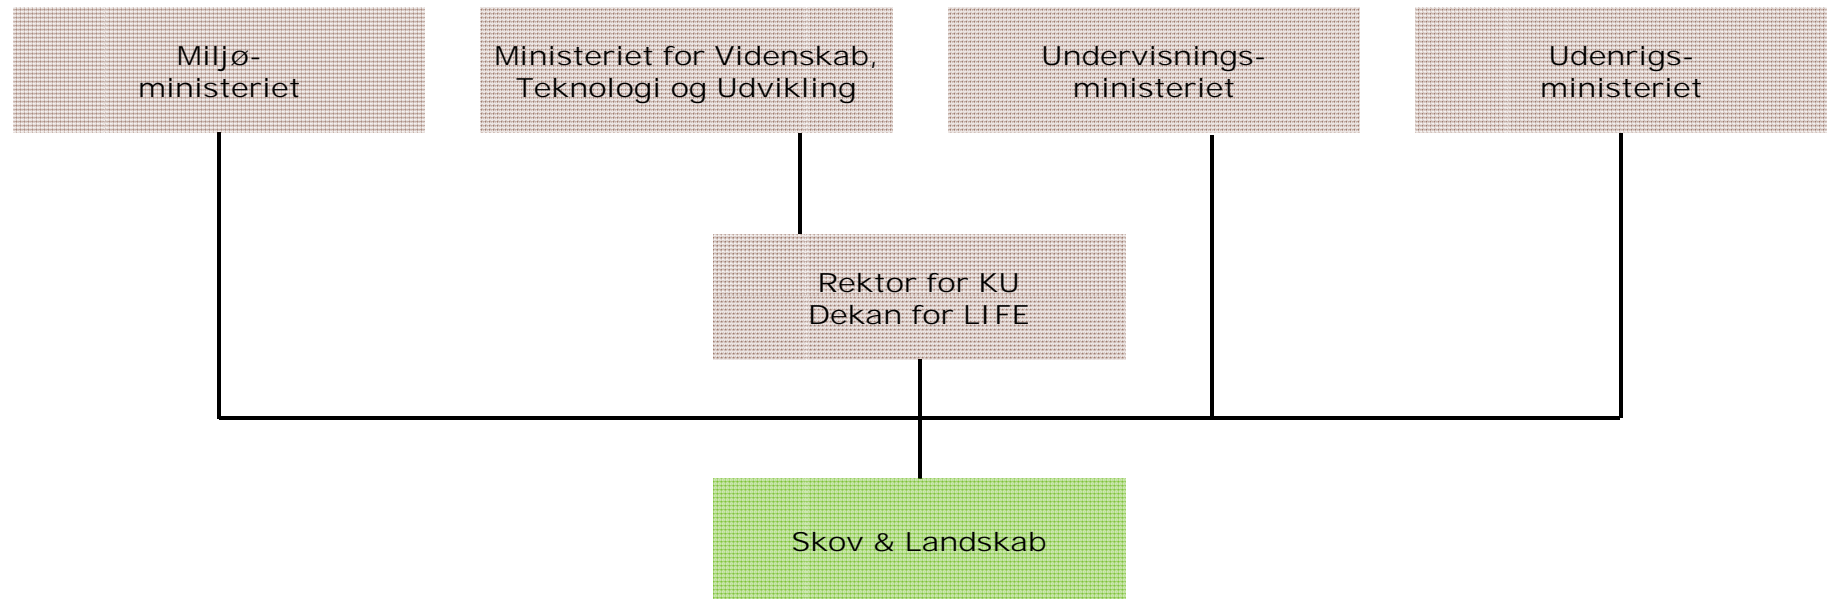 Miljø-
ministeriet
Ministeriet for Videnskab,
Teknologi og Udvikling
Undervisnings-
ministeriet
Udenrigs-
ministeriet
Rektor for KU
Dekan for LIFE
Skov & Landskab